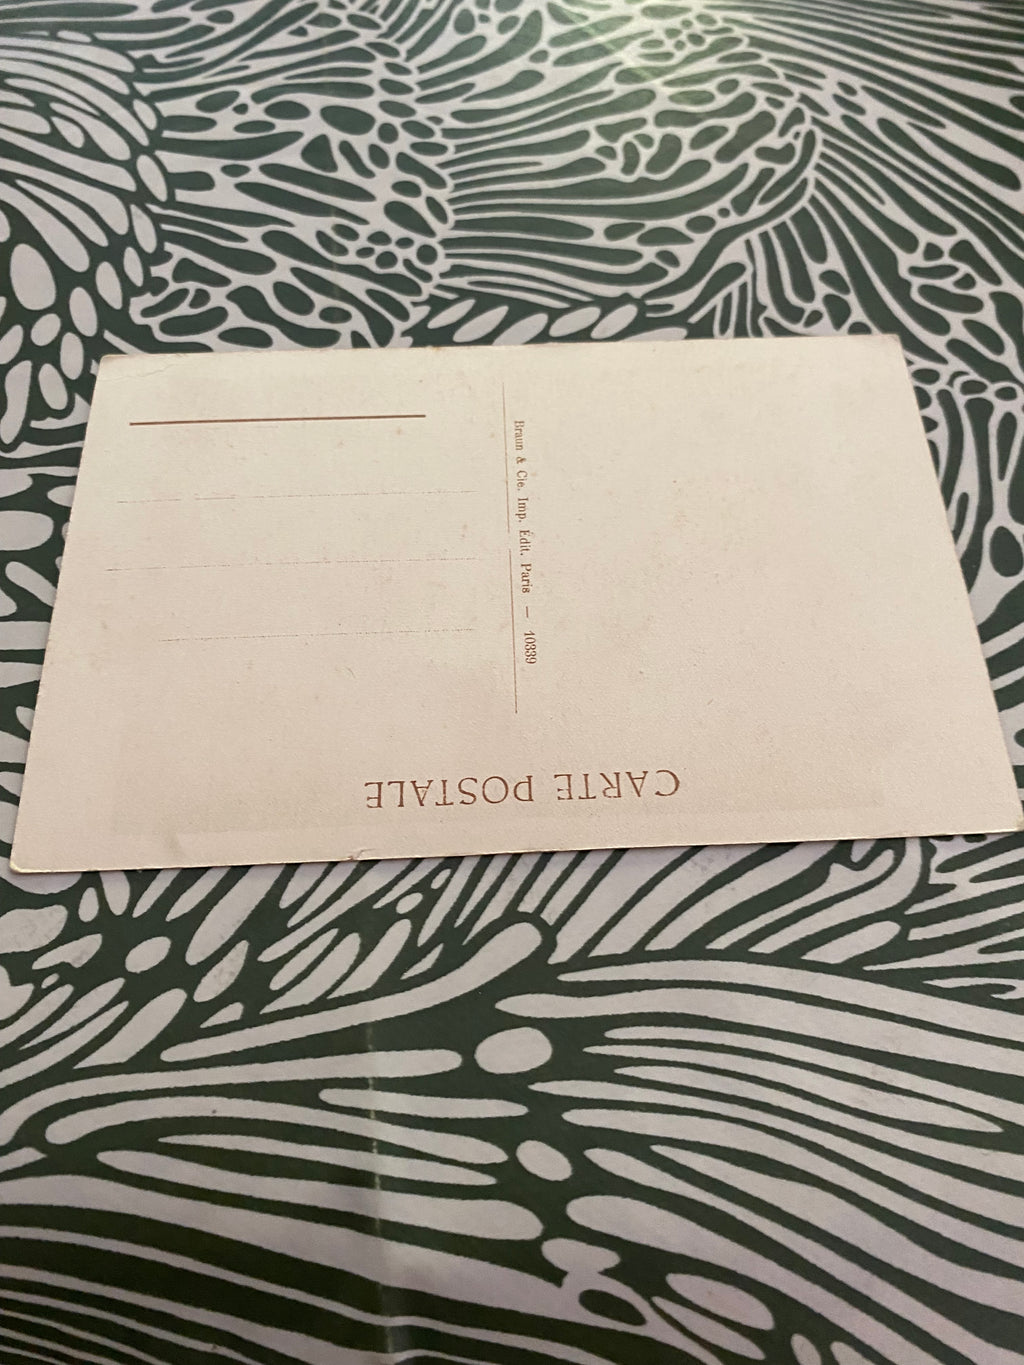 CARTE POSTALE
Braun & Cie. Imp. Édit. Paris — 10339